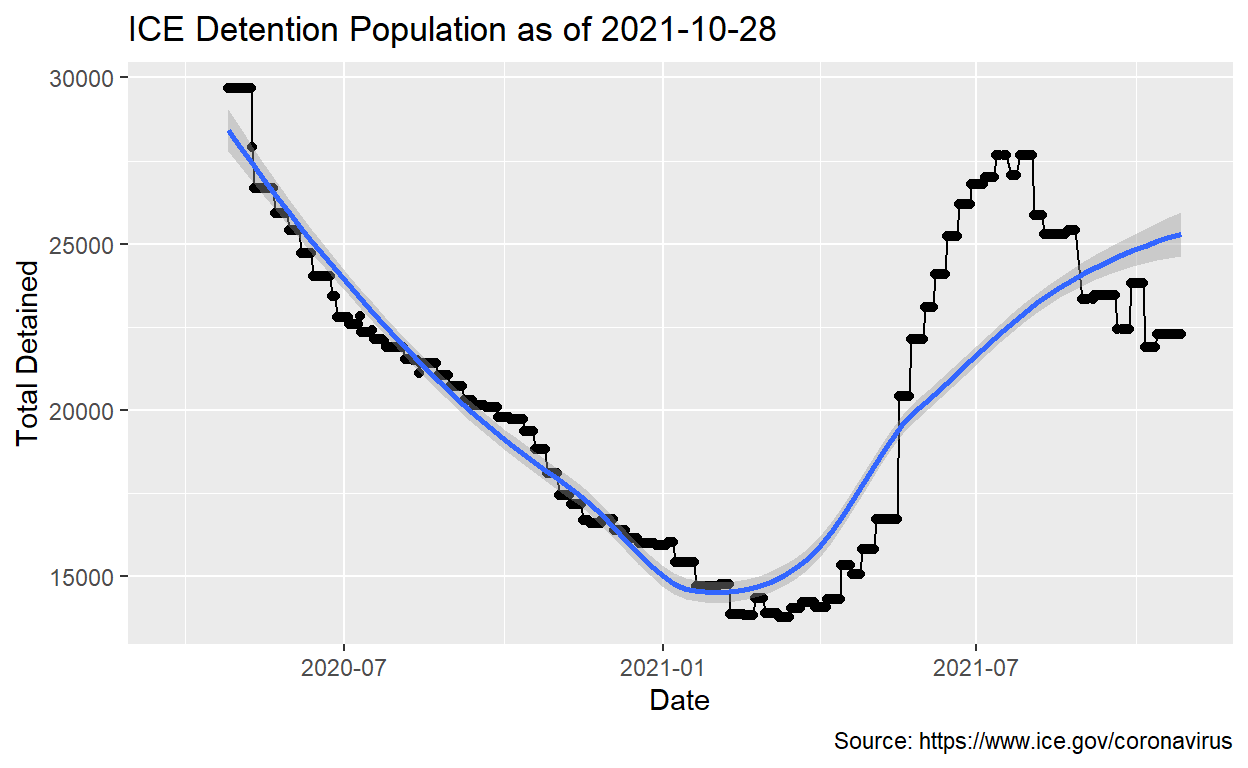 ICE Detention Population as of 2021-10-28
30000
25000
20000
15000
Total Detained
2020-07
2021-01
2021-07
Date
Source: https://www.ice.gov/coronavirus